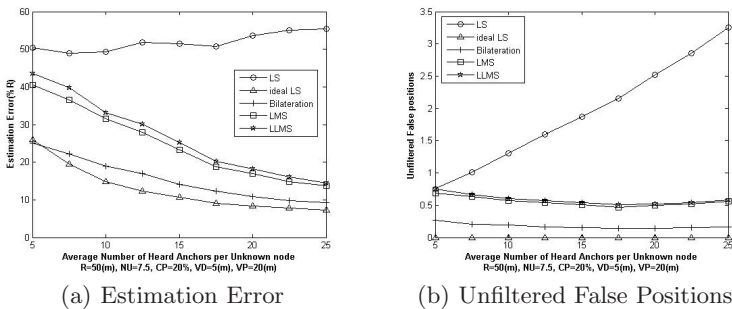 60
50
40
30
20
10
0
5
10
15
20
25
Estimation Error(%R)
LS
ideal LS
Bilateration
LMS
LLMS
Average Number of Heard Anchors per Unknown node
R=50(m), NU=7.5, CP=20%, VD=5(m), VP=20(m)
(a) Estimation Error
3.5
3
2.5
2
1.5
1
0.5
0
5
10
15
20
25
Unfiltered False positions
LS
ideal LS
Bilateration
LMS
LLMS
Average Number of Heard Anchors per Unknown node
R=50(m), NU=7.5, CP=20%, VD=5(m), VP=20(m)
(b) Unfiltered False Positions